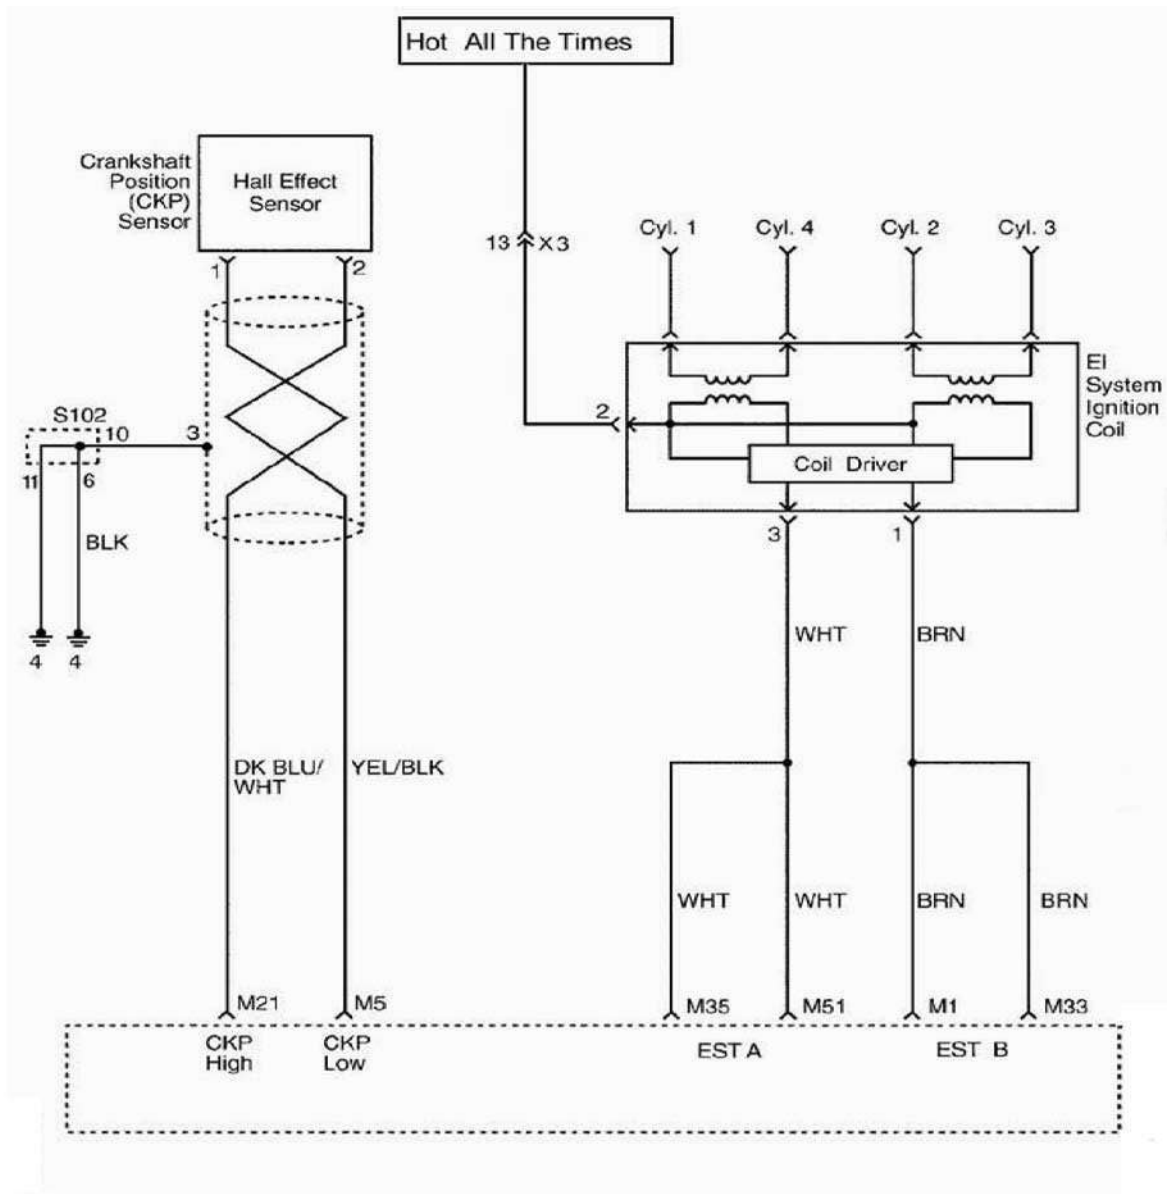 Hot All The Times
Crankshaft
Position
(CKP)
Sensor
Hall Effect
Sensor
1
2
13
X3
Cyl. 1
Cyl. 4
Cyl. 2
Cyl. 3
EI
System
Ignition
Coil
2
Coil Driver
S102
10
3
11
6
BLK
4
4
3
1
WHT
BRN
DK BLU/
WHT
YEL/BLK
WHT
WHT
BRN
BRN
M21
M5
M35
M51
M1
M33
CKP
High
CKP
Low
EST A
EST B